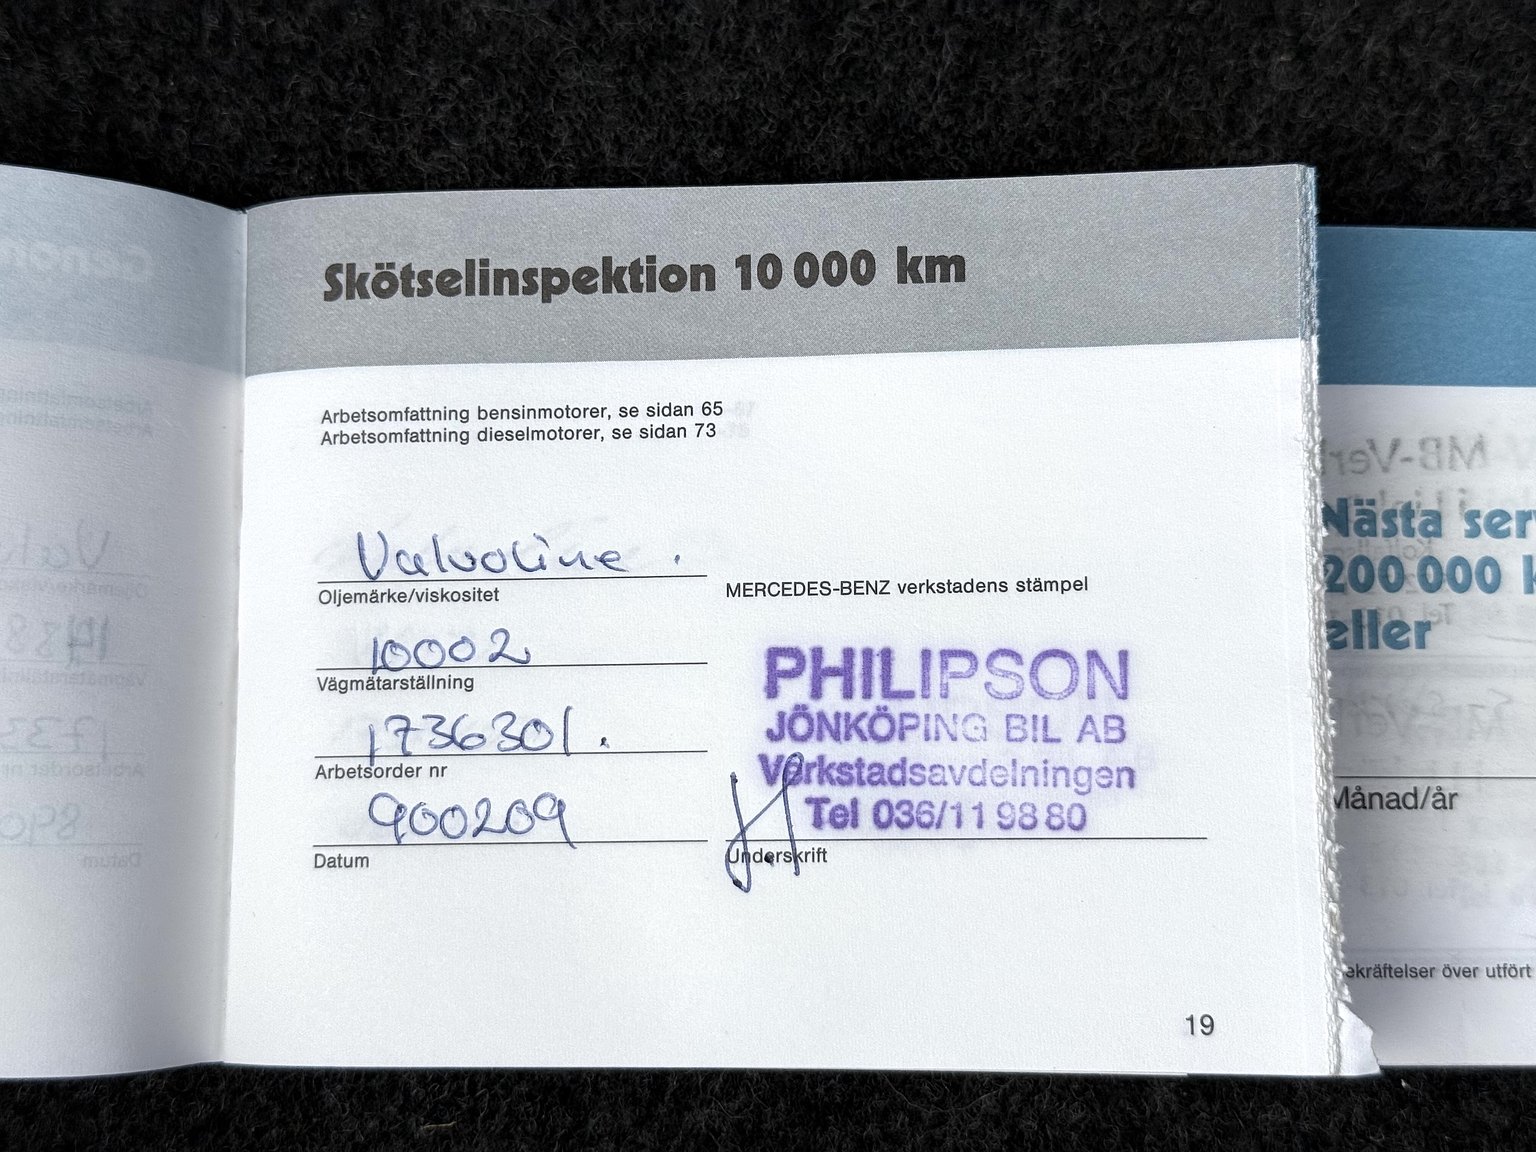 Skötselinspektion 10 000 km
Arbetsomfattning bensinmotorer, se sidan 65
Arbetsomfattning dieselmotorer, se sidan 73
Valvoline.
Oljemärke/viskositet
10002
Vägmätarställning
1736301.
Arbetsorder nr
900209
Datum
MERCEDES-BENZ verkstadens stämpel
PHILIPSON
JÖNKÖPING BIL AB
Verkstadsavdelningen
Tel 036/11 98 80
Underskrift
19
Nästa ser
200 000 k
eller
Månad/år
ekräftelser över utfört